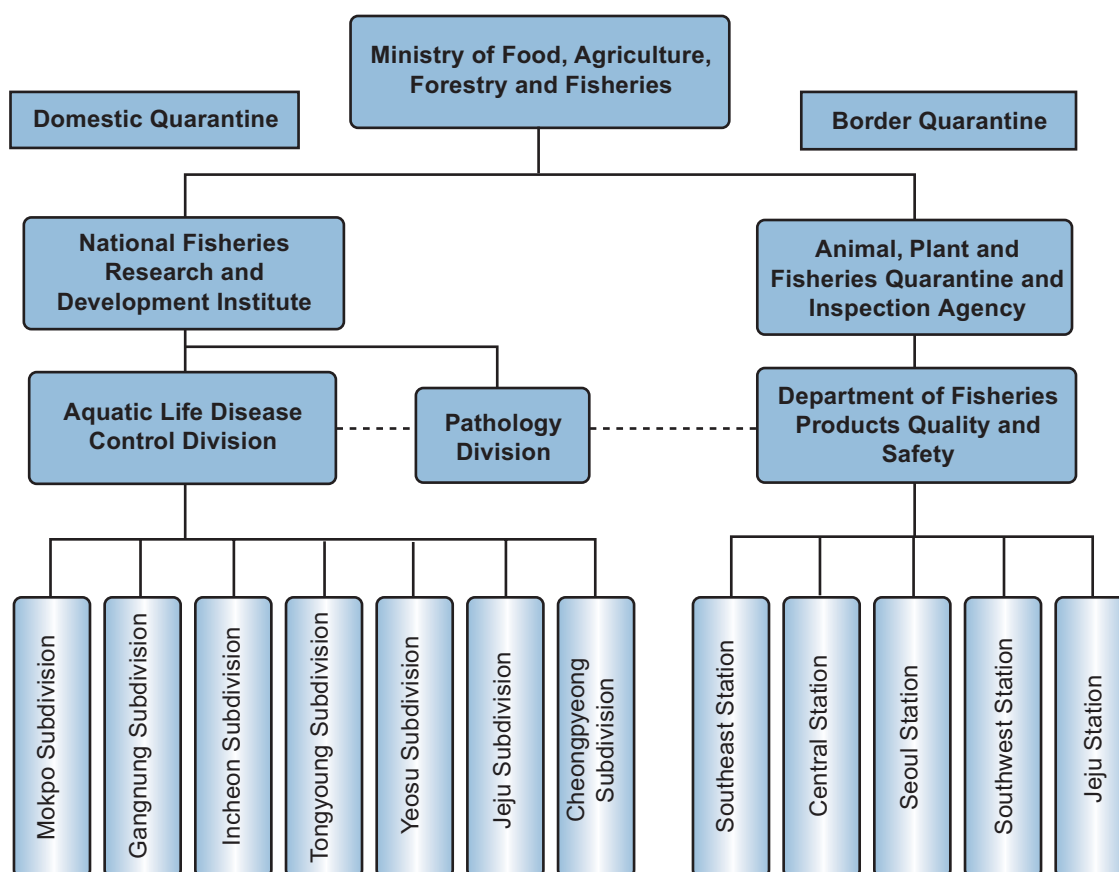 Ministry of Food, Agriculture,
Forestry and Fisheries
Domestic Quarantine
Border Quarantine
National Fisheries
Research and
Development Institute
Animal, Plant and
Fisheries Quarantine and
Inspection Agency
Aquatic Life Disease
Control Division
Pathology
Division
Department of Fisheries
Products Quality and
Safety
Mokpo Subdivision
Gangnung Subdivision
Incheon Subdivision
Tongyoung Subdivision
Yeosu Subdivision
Jeju Subdivision
Cheongpyeong
Subdivision
Southeast Station
Central Station
Seoul Station
Southwest Station
Jeju Station